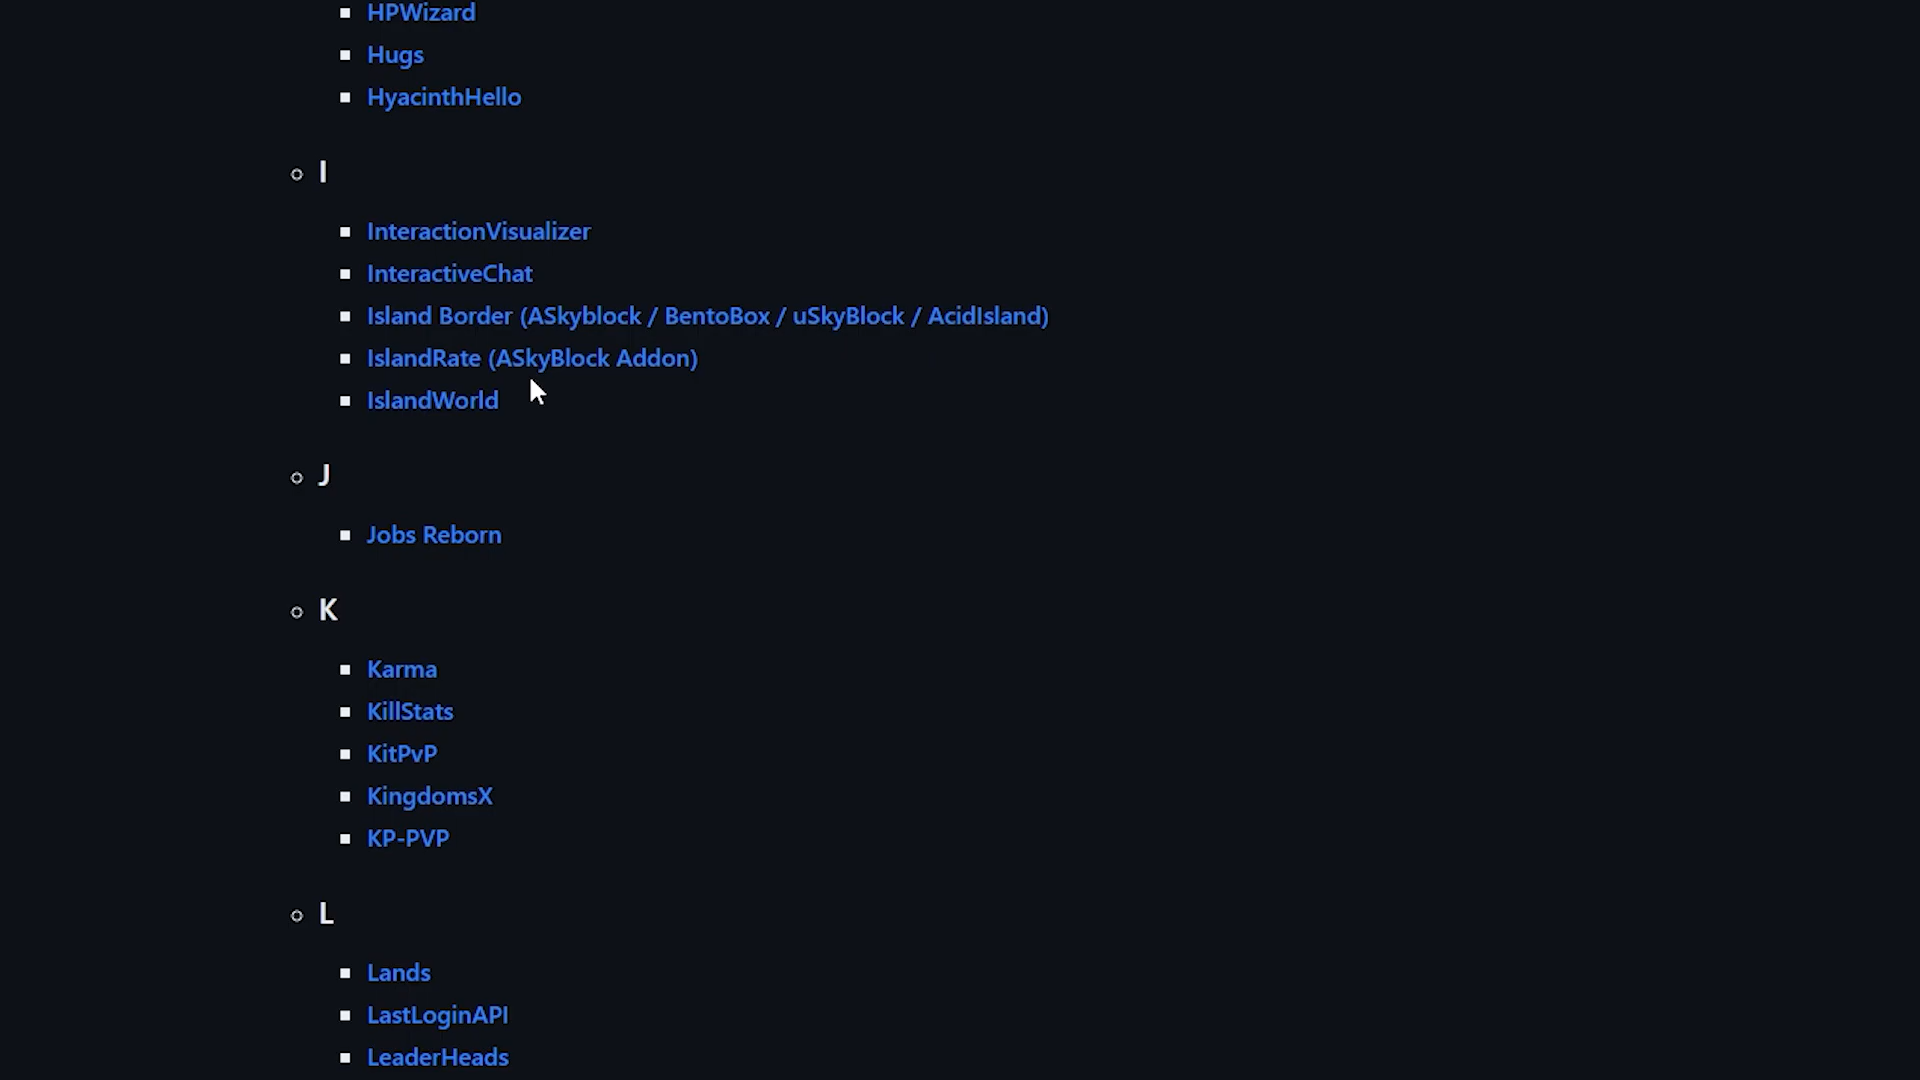 HPWizard
Hugs
HyacinthHello
I
InteractionVisualizer
InteractiveChat
Island Border (ASkyblock / BentoBox / uSkyBlock / AcidIsland)
IslandRate (ASkyBlock Addon)
IslandWorld
J
Jobs Reborn
K
Karma
KillStats
KitPvP
KingdomsX
KP-PVP
L
Lands
LastLoginAPI
LeaderHeads